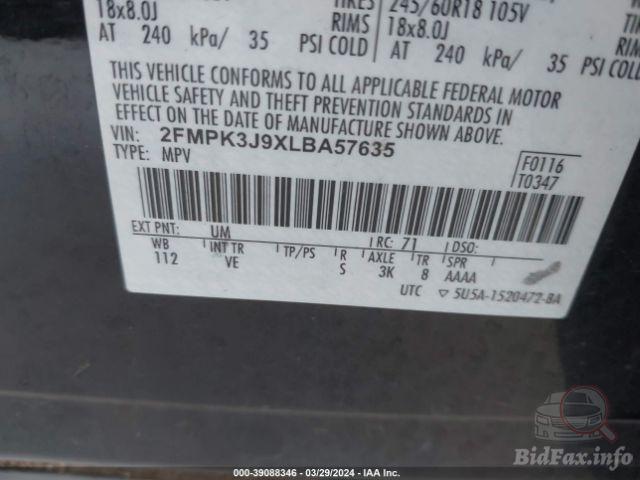 18x8.0J
RIMS
AT 240 kPa/ 35 PSI COLD
245/60R18 105V
18x8.0J
RIMS
AT 240 kPa/ 35 PSI COLD
THIS VEHICLE CONFORMS TO ALL APPLICABLE FEDERAL MOTOR
VEHICLE SAFETY AND THEFT PREVENTION STANDARDS IN
EFFECT ON THE DATE OF MANUFACTURE SHOWN ABOVE.
VIN: 2FMPK3J9XLBA57635
TYPE: MPV
F0116
T0347
EXT PNT: UM RC: 71 DSO:
WB INT TR TP/PS R AXLE TR SPR
112 VE S 3K 8 AAAA
UTC ▽ 5U5A-1520472-BA
000-39088346 - 03/29/2024 - IAA Inc.
BidFax.info